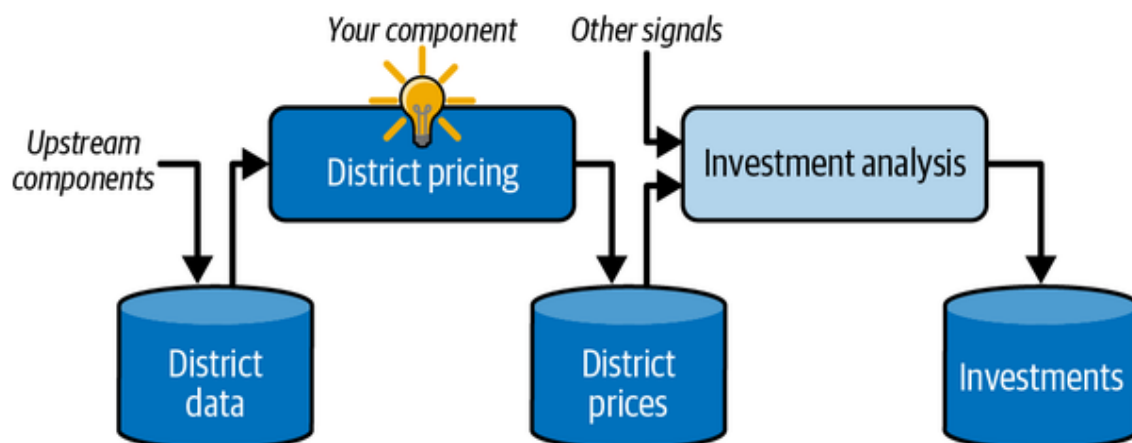 Your component
Other signals
Upstream
components
District pricing
Investment analysis
District
data
District
prices
Investments